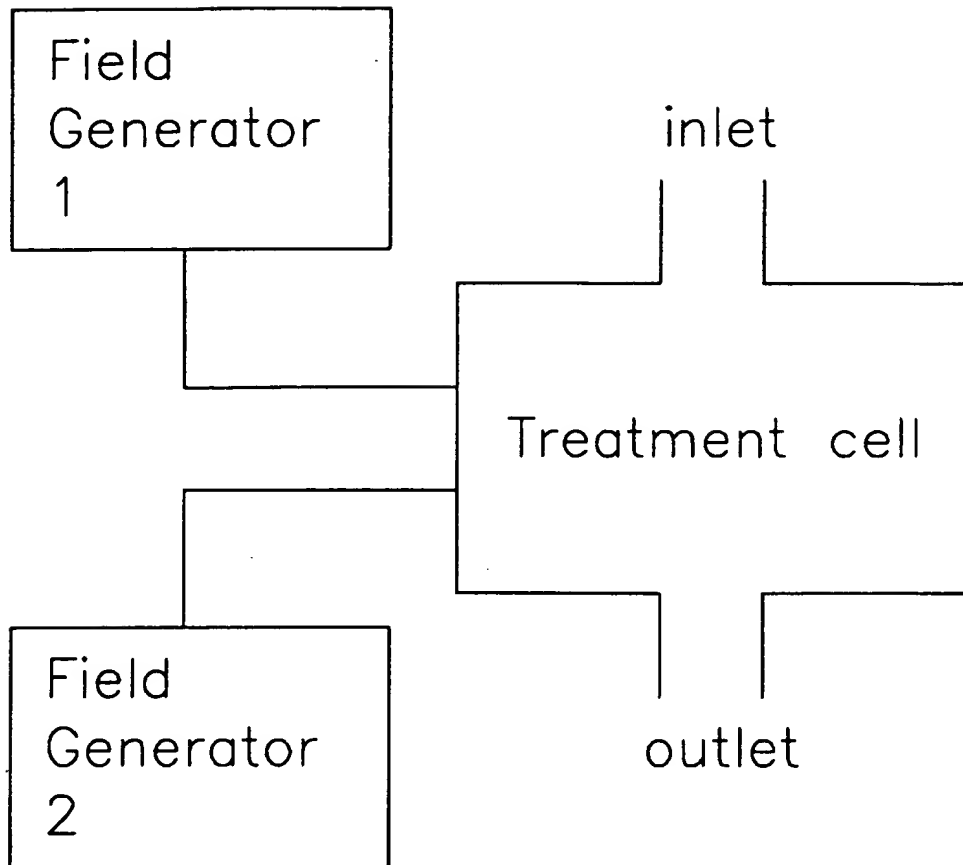 Field
Generator
1
inlet
Treatment cell
Field
Generator
2
outlet